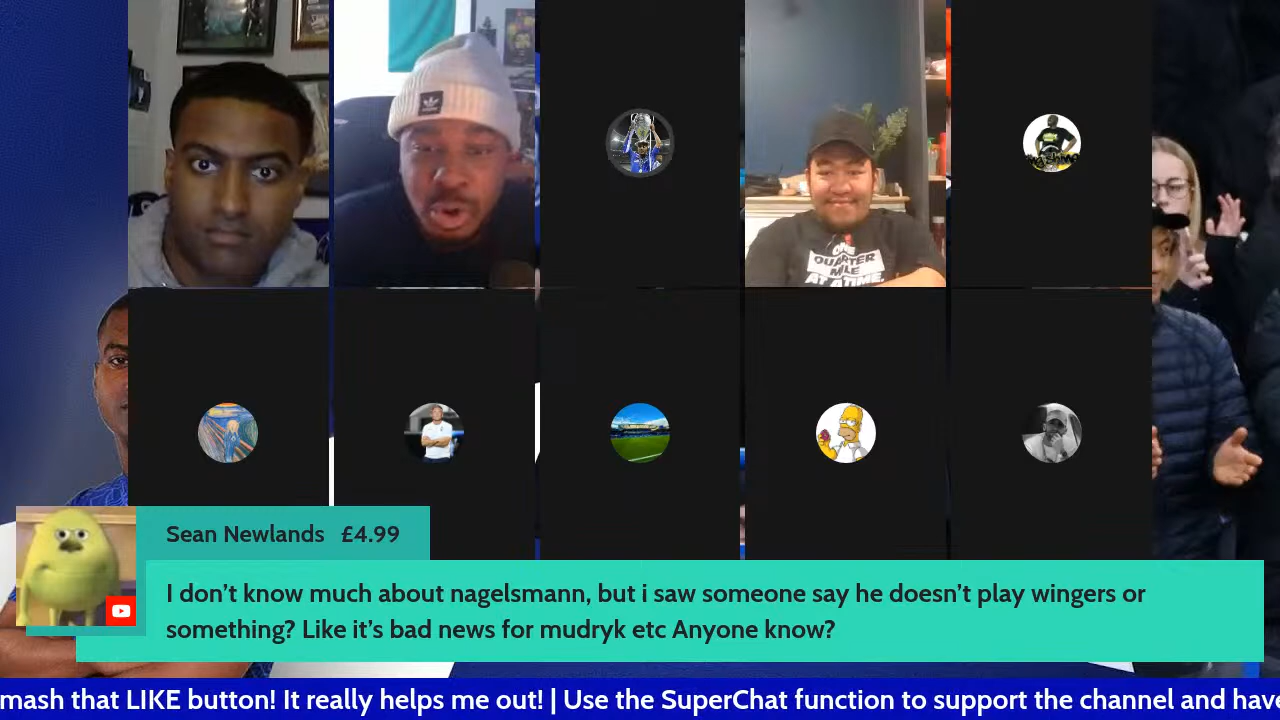 ONE
QUARTER
MILE
AT A TIME.
Sean Newlands £4.99
I don't know much about nagelsmann, but i saw someone say he doesn't play wingers or
something? Like it's bad news for mudryk etc Anyone know?
mash that LIKE button! It really helps me out! | Use the SuperChat function to support the channel and have